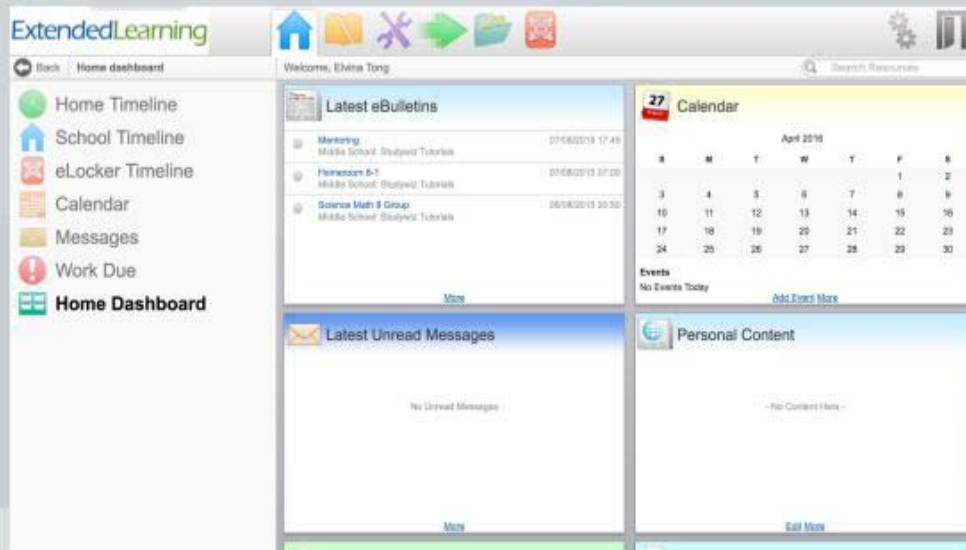 ExtendedLearning
Back Home dashboard
Welcome, Elvina Tong
Search Resources
Home Timeline
School Timeline
eLocker Timeline
Calendar
Messages
Work Due
Home Dashboard
Latest eBulletins
Mentoring
Middle School: Studywiz Tutorials
Homeroom 8-1
Middle School: Studywiz Tutorials
Science Math 8 Group
Middle School: Studywiz Tutorials
More
27
Calendar
April 2016
S M T W T F S
1 2
3 4 5 6 7 8 9
10 11 12 13 14 15 16
17 18 19 20 21 22 23
24 25 26 27 28 29 30
Events
No Events Today
Add Event More
Latest Unread Messages
No Unread Messages
More
Personal Content
--No Content Here--
Edit More